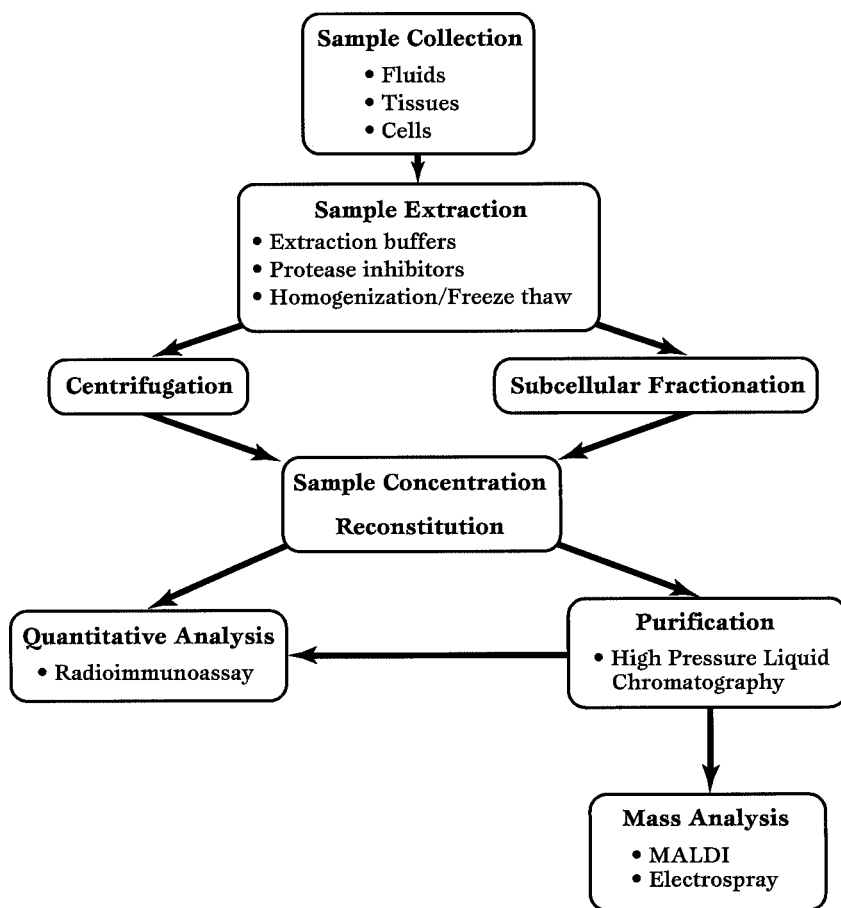 Sample Collection
• Fluids
• Tissues
• Cells
Sample Extraction
• Extraction buffers
• Protease inhibitors
• Homogenization/Freeze thaw
Centrifugation
Subcellular Fractionation
Sample Concentration
Reconstitution
Quantitative Analysis
• Radioimmunoassay
Purification
• High Pressure Liquid
Chromatography
Mass Analysis
• MALDI
• Electrospray